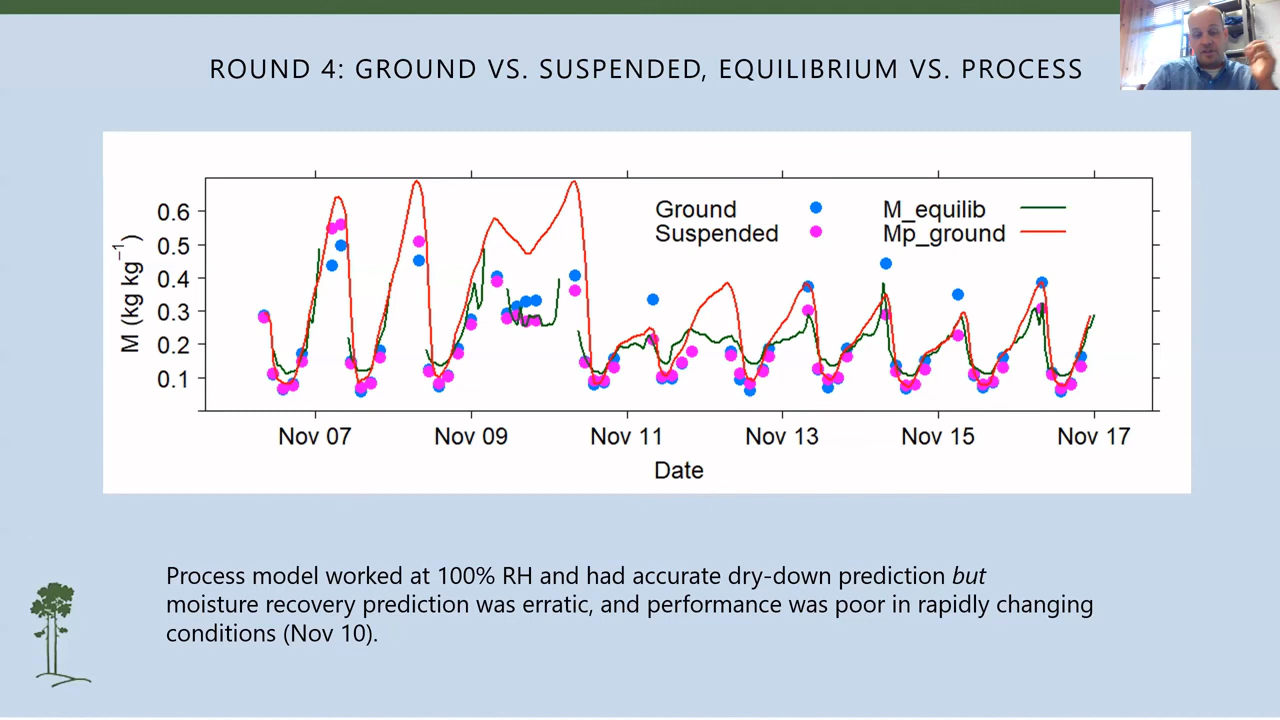 ROUND 4: GROUND VS. SUSPENDED, EQUILIBRIUM VS. PROCESS
Ground
M_equilib
Suspended
Mp_ground
0.6
0.5
0.4
0.3
0.2
0.1
M (kg kg⁻¹)
Nov 07
Nov 09
Nov 11
Nov 13
Nov 15
Nov 17
Date
Process model worked at 100% RH and had accurate dry-down prediction but
moisture recovery prediction was erratic, and performance was poor in rapidly changing
conditions (Nov 10).